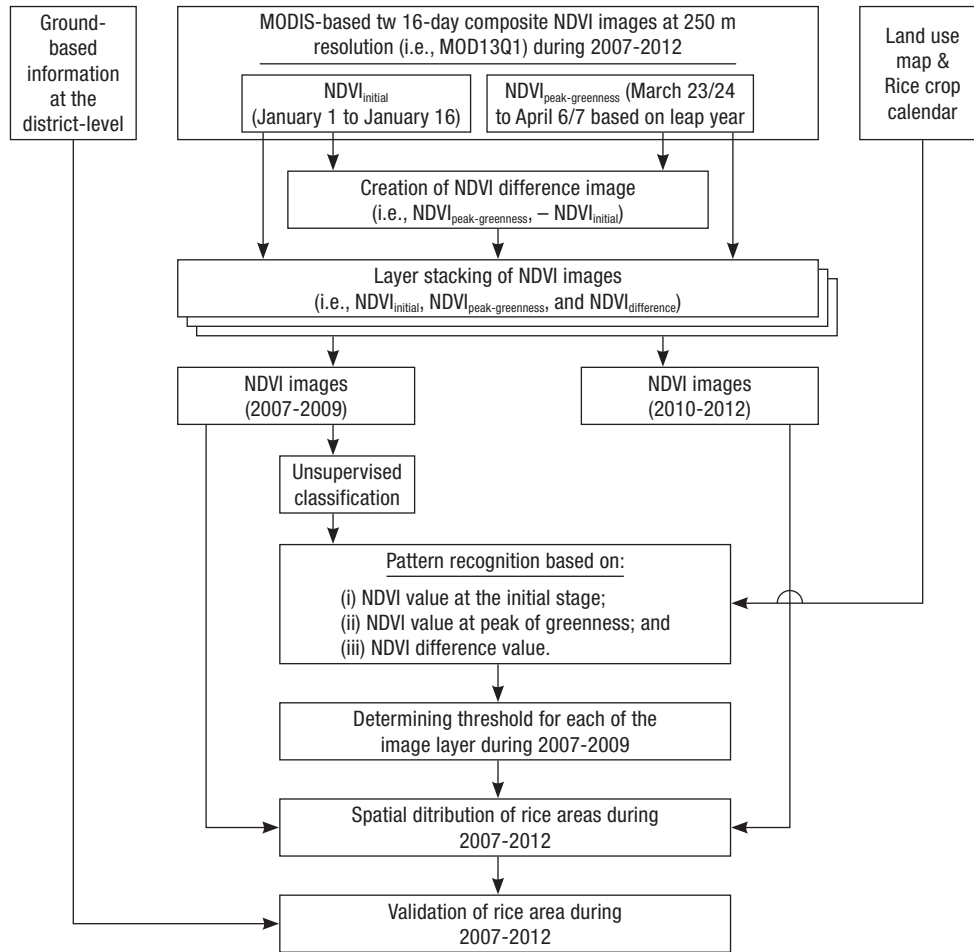 Ground-
based
information
at the
district-level
MODIS-based tw 16-day composite NDVI images at 250 m
resolution (i.e., MOD13Q1) during 2007-2012
NDVIinitial
(January 1 to January 16)
NDVIpeak-greenness (March 23/24
to April 6/7 based on leap year
Land use
map &
Rice crop
calendar
Creation of NDVI difference image
(i.e., NDVIpeak-greenness, – NDVIinitial)
Layer stacking of NDVI images
(i.e., NDVIinitial, NDVIpeak-greenness, and NDVIdifference)
NDVI images
(2007-2009)
NDVI images
(2010-2012)
Unsupervised
classification
Pattern recognition based on:
(i) NDVI value at the initial stage;
(ii) NDVI value at peak of greenness; and
(iii) NDVI difference value.
Determining threshold for each of the
image layer during 2007-2009
Spatial ditribution of rice areas during
2007-2012
Validation of rice area during
2007-2012